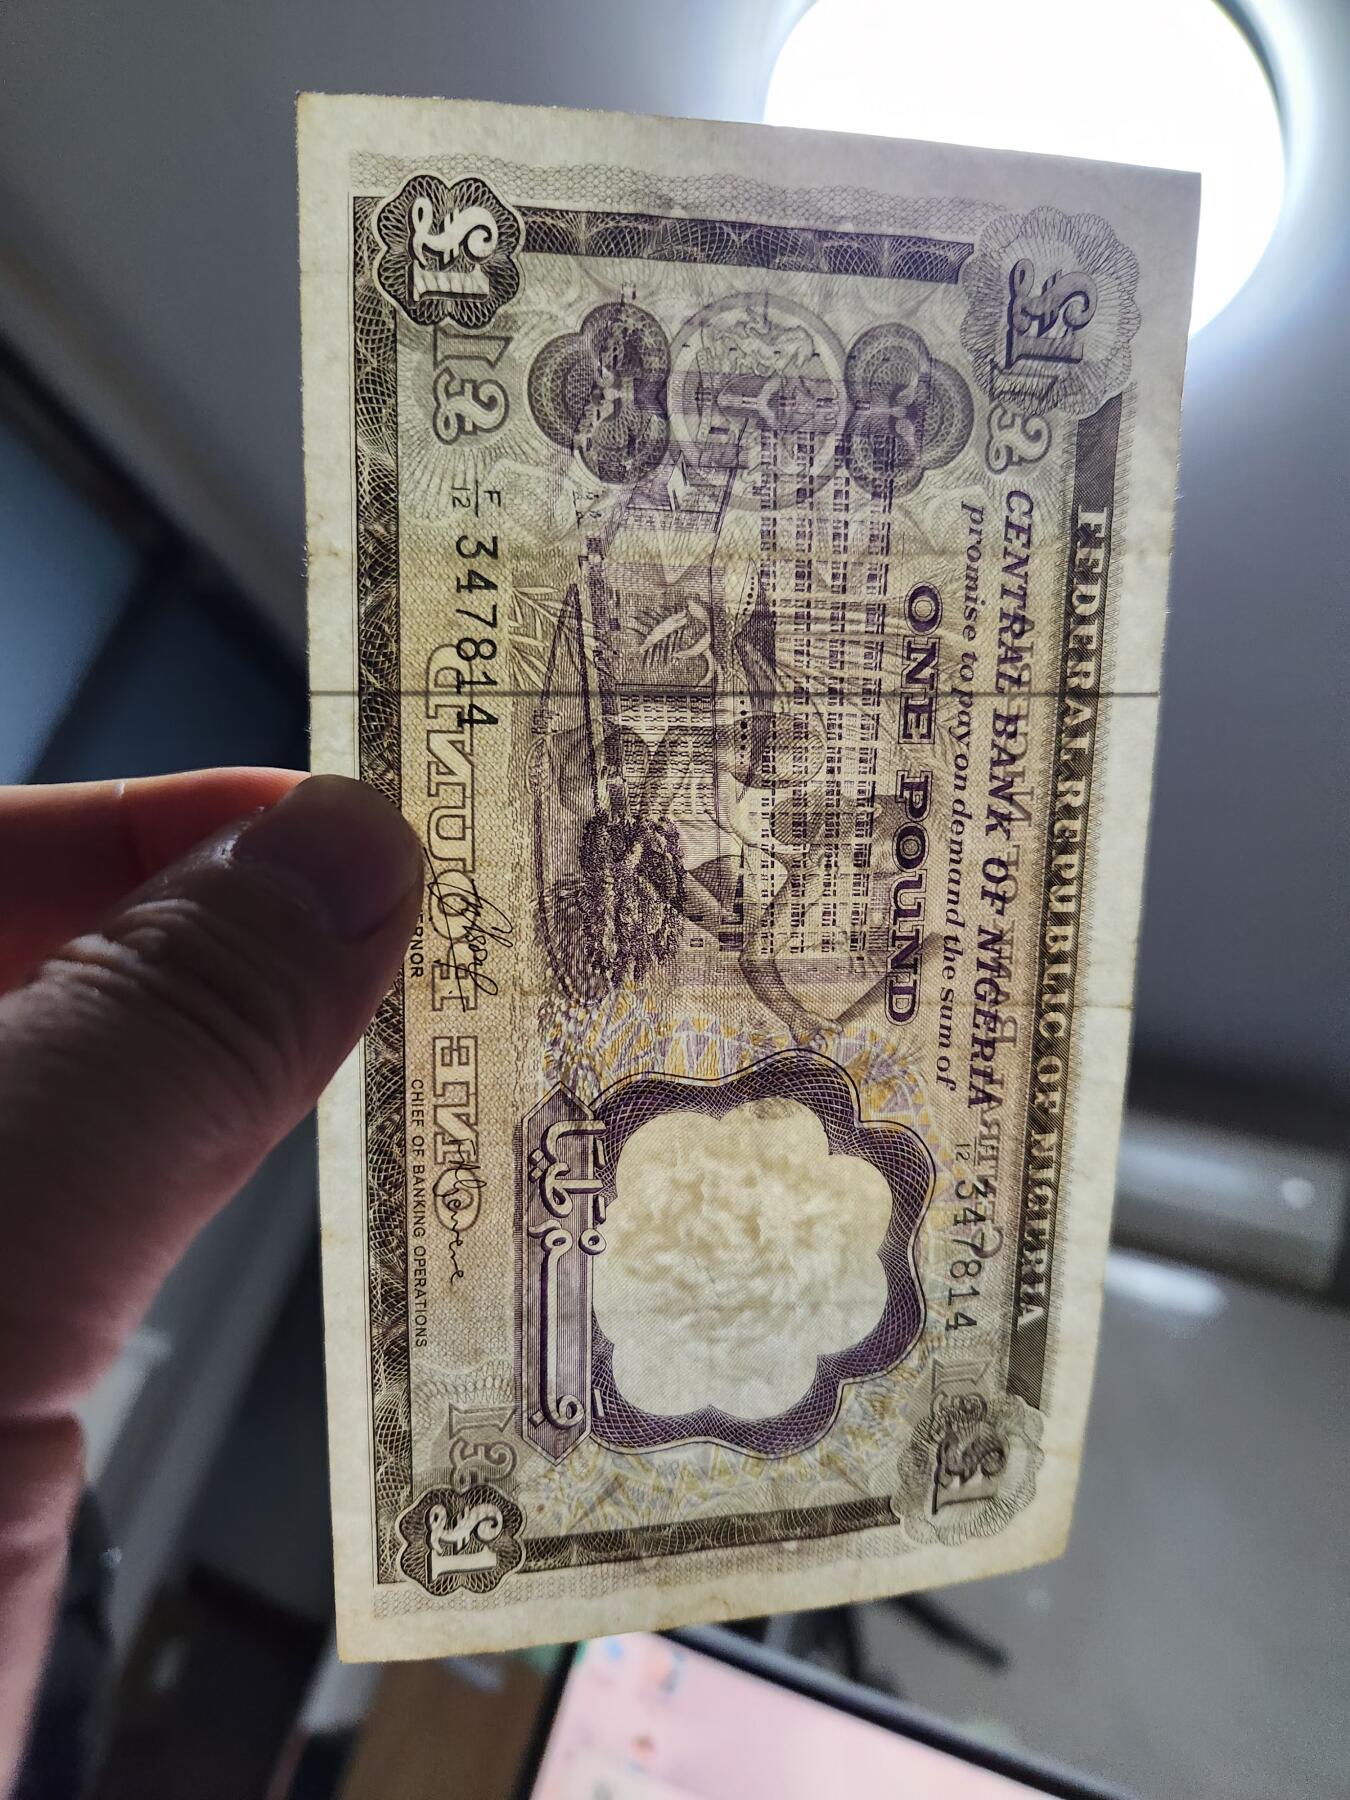 FEDERAL REPUBLIC OF NIGERIA
£1
£1
CENTRAL BANK OF NIGERIA
promise to pay on demand the sum of
ONE POUND
12 347814
F/12 347814
GOVERNOR
CHIEF OF BANKING OPERATIONS
£1
£1